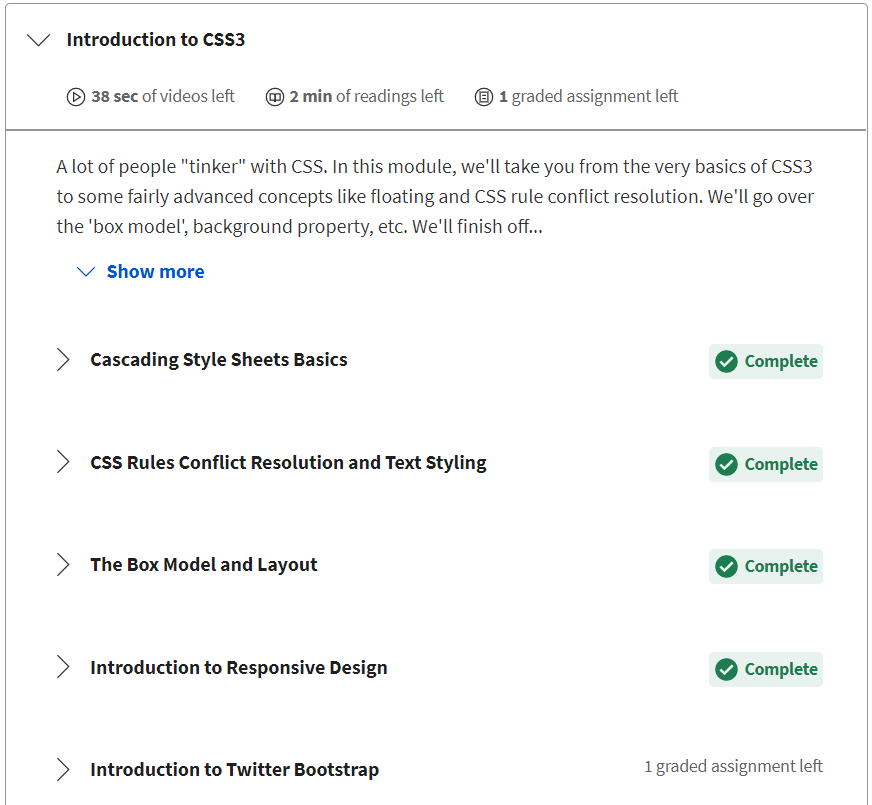 Introduction to CSS3
38 sec of videos left 2 min of readings left 1 graded assignment left
A lot of people "tinker" with CSS. In this module, we'll take you from the very basics of CSS3
to some fairly advanced concepts like floating and CSS rule conflict resolution. We'll go over
the 'box model', background property, etc. We'll finish off...
Show more
Cascading Style Sheets Basics Complete
CSS Rules Conflict Resolution and Text Styling Complete
The Box Model and Layout Complete
Introduction to Responsive Design Complete
Introduction to Twitter Bootstrap 1 graded assignment left